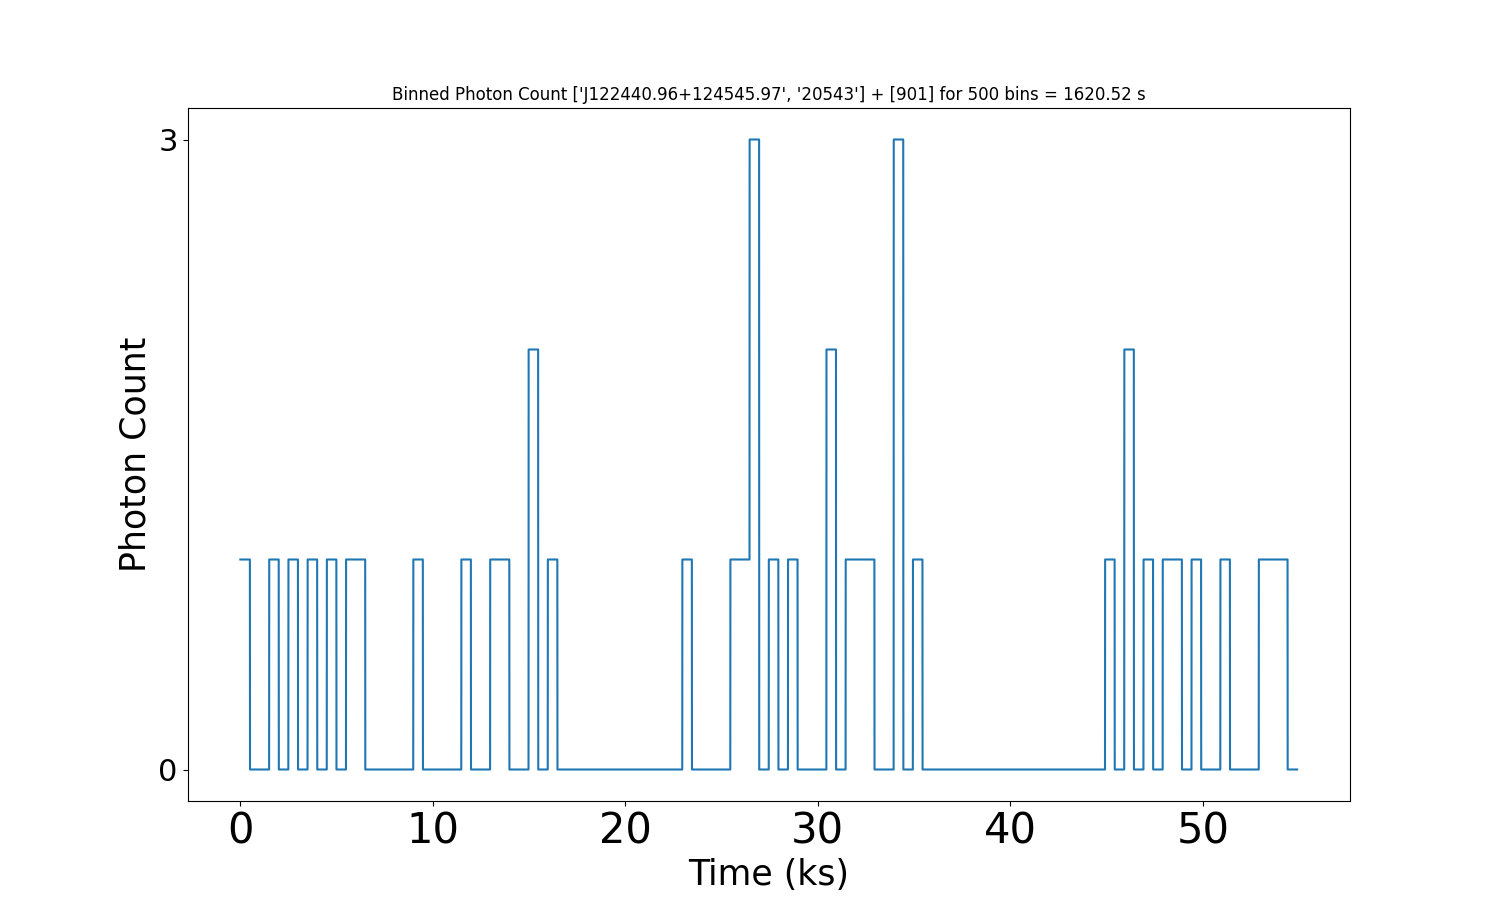 Binned Photon Count ['J122440.96+124545.97', '20543'] + [901] for 500 bins = 1620.52 s
3
Photon Count
0
0 10 20 30 40 50
Time (ks)